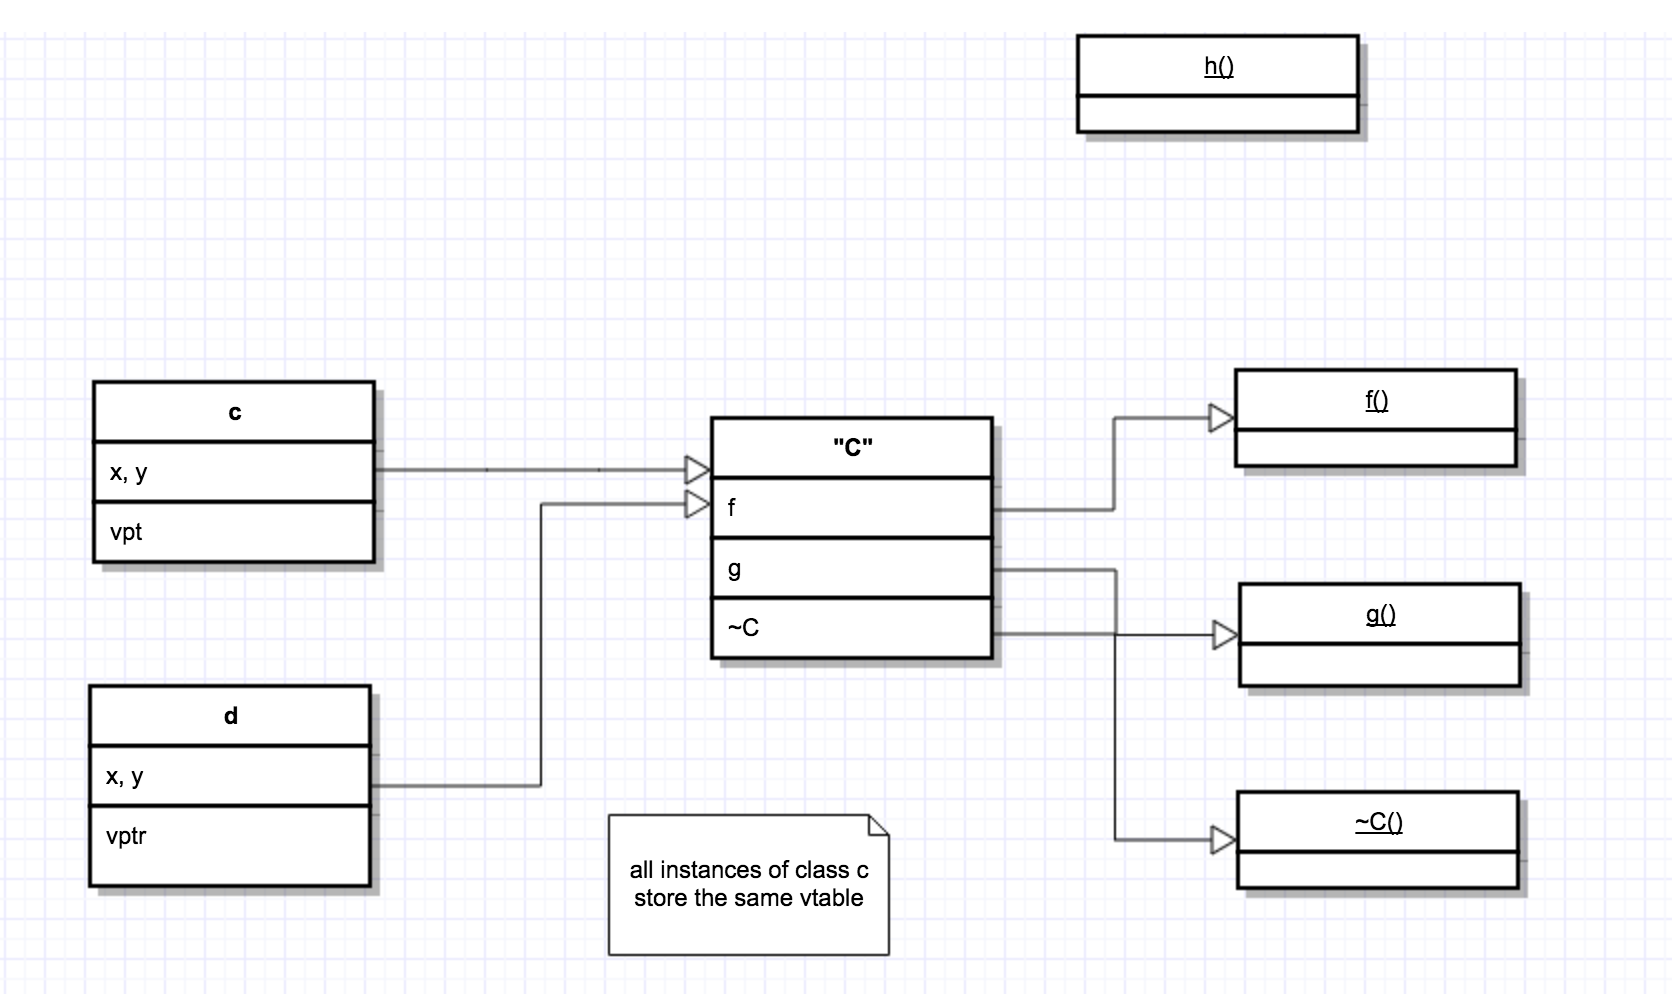 h()
c
x, y
vpt
"C"
f
g
~C
f()
g()
d
x, y
vptr
~C()
all instances of class c
store the same vtable